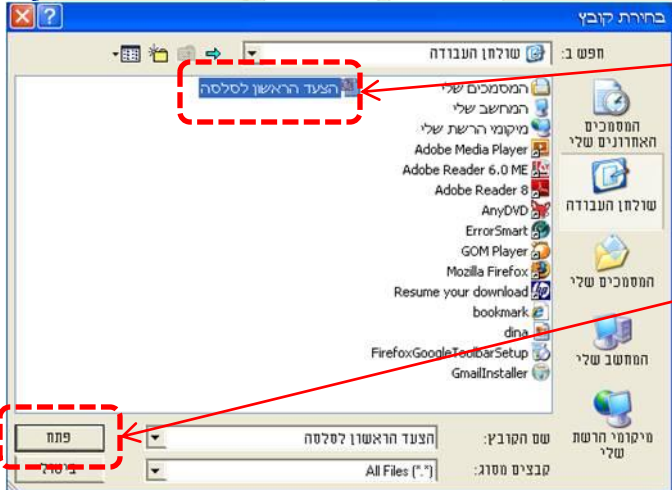 בחירת קובץ
חפש ב: שולחן העבודה
המסמכים האחרונים שלי
שולחן העבודה
המסמכים שלי
המחשב שלי
מיקומי הרשת שלי
המסמכים שלי
המחשב שלי
מיקומי הרשת שלי
Adobe Media Player
Adobe Reader 6.0 ME
Adobe Reader 8
AnyDVD
ErrorSmart
GOM Player
Mozilla Firefox
Resume your download
bookmark
dina
FirefoxGoogleToolbarSetup
GmailInstaller
הצעד הראשון לסלסה
שם הקובץ: הצעד הראשון לסלסה
פתח
קבצים מסוג: All Files (*.*)
ביטול